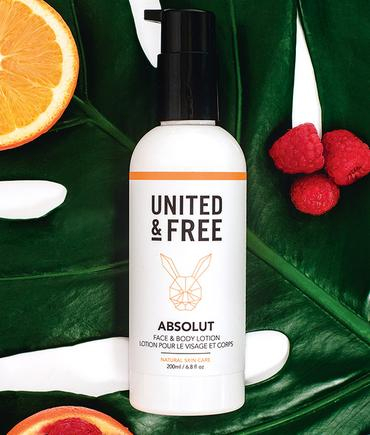 UNITED
& FREE
ABSOLUT
FACE & BODY LOTION
LOTION POUR LE VISAGE ET CORPS
NATURAL SKIN CARE
200ml / 6.8 fl oz